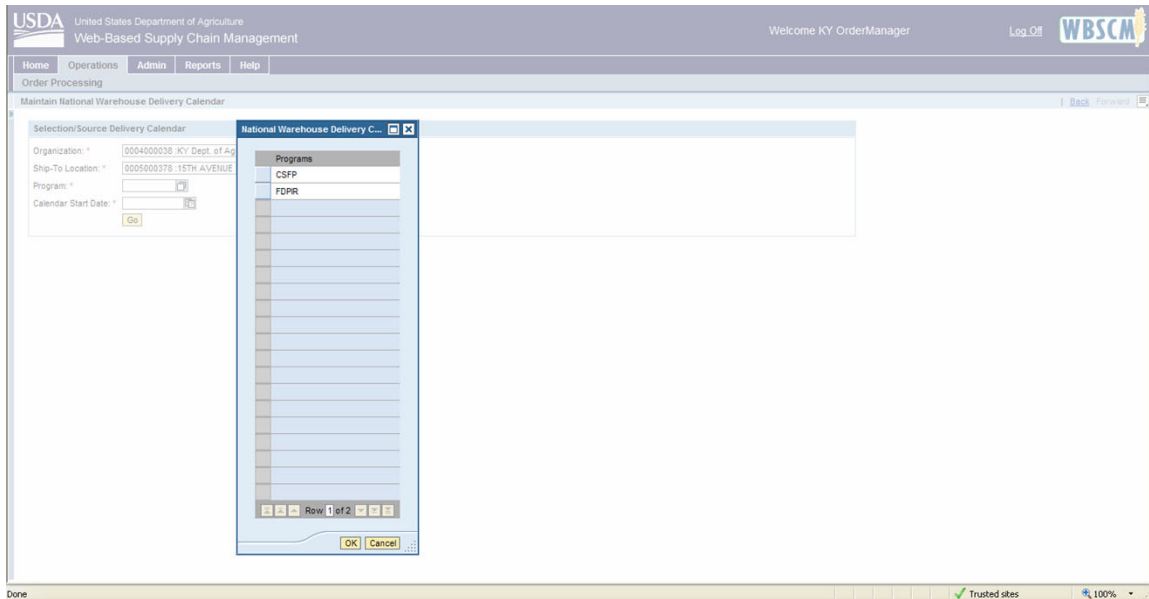 USDA United States Department of Agriculture
Web-Based Supply Chain Management
Welcome KY OrderManager
Log Off
WBSCM
Home Operations Admin Reports Help
Order Processing
Maintain National Warehouse Delivery Calendar
Back Forward
Selection/Source Delivery Calendar
Organization: * 0004000038 :KY Dept. of Ag
Ship-To Location: * 0005000378 :15TH AVENUE
Program: *
Calendar Start Date: *
Go
National Warehouse Delivery C...
Programs
CSFP
FDPIR
Row 1 of 2
OK Cancel
Done
Trusted sites
100%